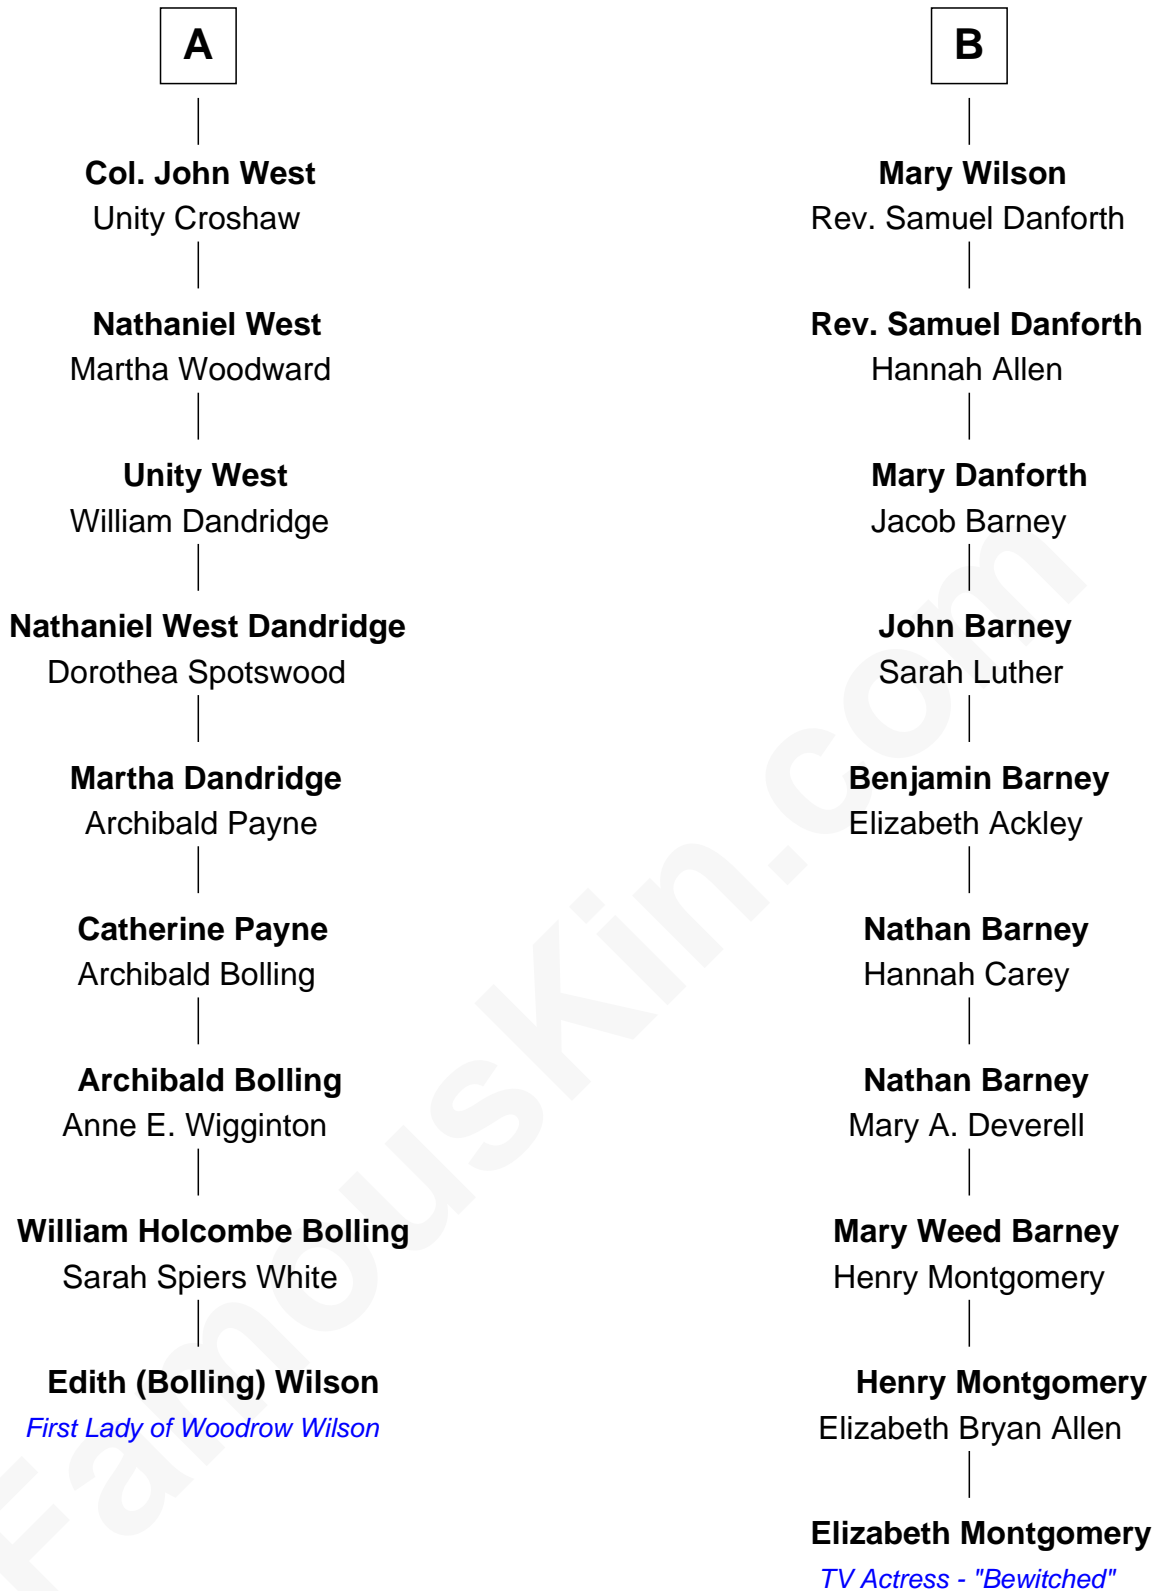 A
Col. John West
Unity Croshaw
Nathaniel West
Martha Woodward
Unity West
William Dandridge
Nathaniel West Dandridge
Dorothea Spotswood
Martha Dandridge
Archibald Payne
Catherine Payne
Archibald Bolling
Archibald Bolling
Anne E. Wigginton
William Holcombe Bolling
Sarah Spiers White
Edith (Bolling) Wilson
First Lady of Woodrow Wilson
B
Mary Wilson
Rev. Samuel Danforth
Rev. Samuel Danforth
Hannah Allen
Mary Danforth
Jacob Barney
John Barney
Sarah Luther
Benjamin Barney
Elizabeth Ackley
Nathan Barney
Hannah Carey
Nathan Barney
Mary A. Deverell
Mary Weed Barney
Henry Montgomery
Henry Montgomery
Elizabeth Bryan Allen
Elizabeth Montgomery
TV Actress - "Bewitched"
FamousKin.com